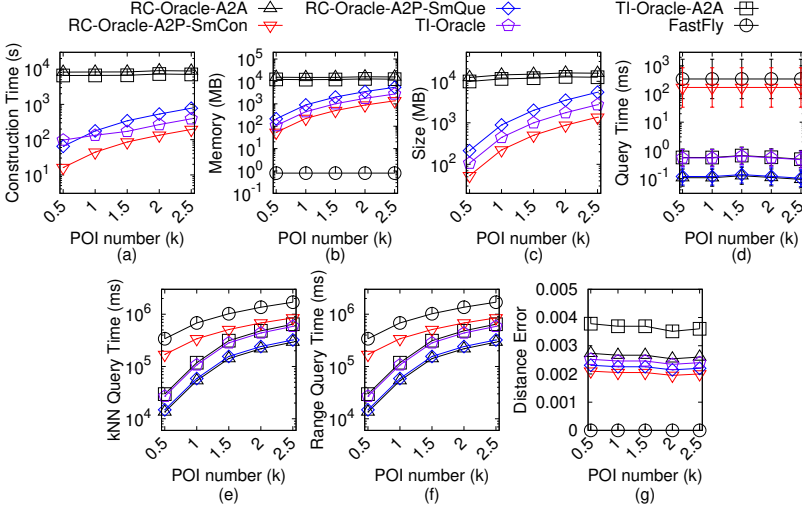 RC-Oracle-A2A RC-Oracle-A2P-SmQue TI-Oracle-A2A
RC-Oracle-A2P-SmCon TI-Oracle FastFly
Construction Time (s)
10^4
10^3
10^2
10^1
0.5 1 1.5 2 2.5
POI number (k)
(a)
Memory (MB)
10^5
10^4
10^3
10^2
10^1
10^0
10^-1
0.5 1 1.5 2 2.5
POI number (k)
(b)
Size (MB)
10^4
10^3
10^2
0.5 1 1.5 2 2.5
POI number (k)
(c)
Query Time (ms)
10^3
10^2
10^1
10^0
10^-1
0.5 1 1.5 2 2.5
POI number (k)
(d)
kNN Query Time (ms)
10^6
10^5
10^4
0.5 1 1.5 2 2.5
POI number (k)
(e)
Range Query Time (ms)
10^6
10^5
10^4
0.5 1 1.5 2 2.5
POI number (k)
(f)
Distance Error
0.005
0.004
0.003
0.002
0.001
0
0.5 1 1.5 2 2.5
POI number (k)
(g)